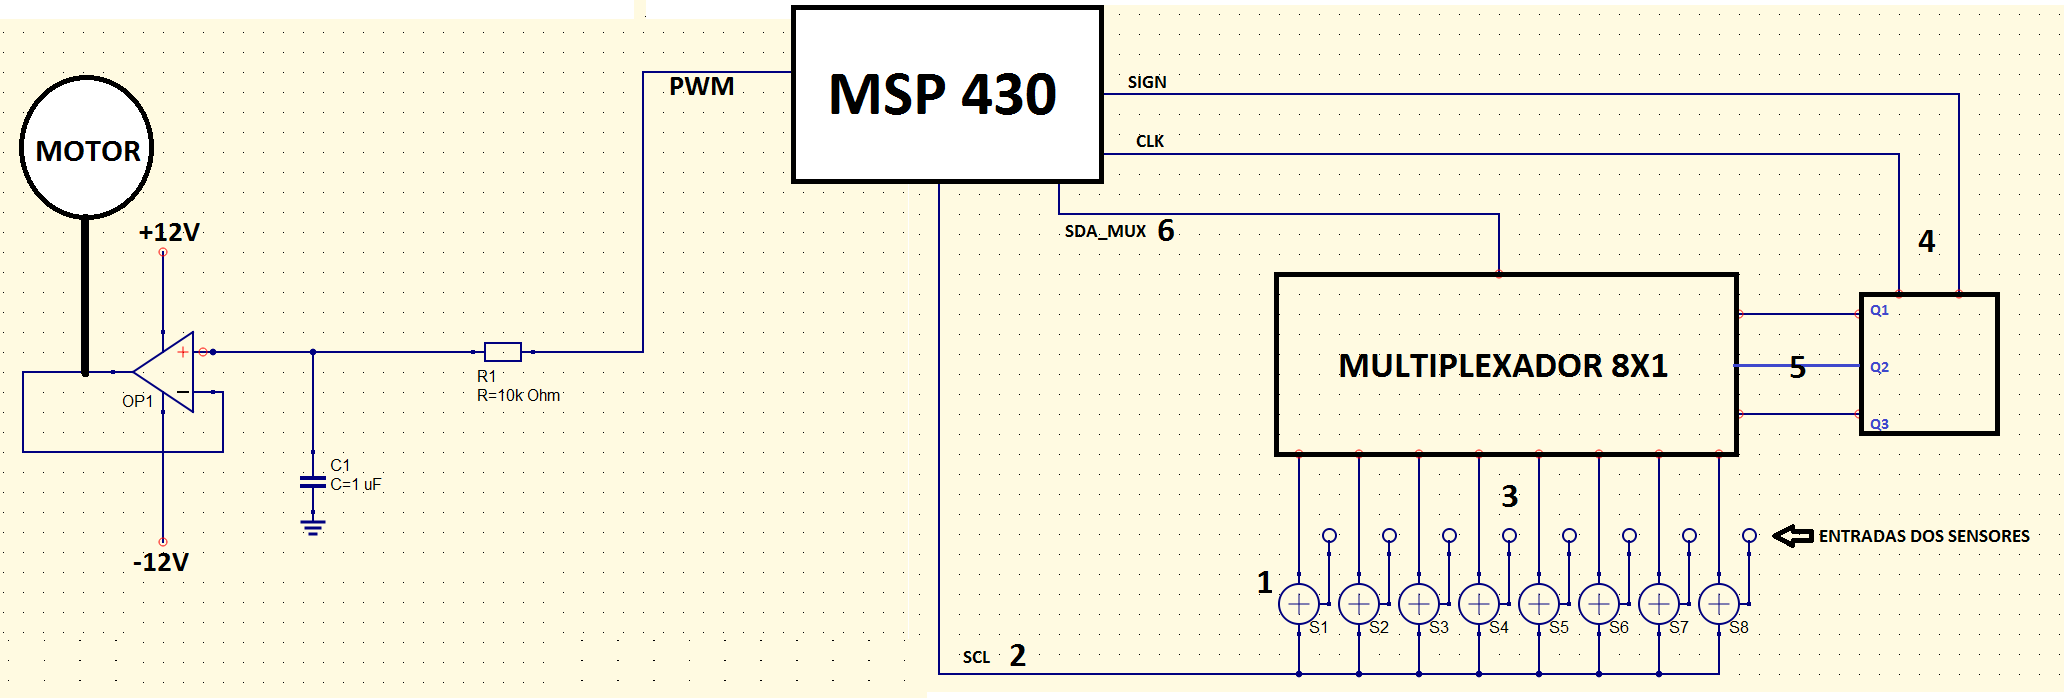 MSP 430
PWM
SIGN
CLK
MOTOR
+12V
SDA_MUX 6
4
Q1
MULTIPLEXADOR 8X1
5
Q2
R1
R=10k Ohm
OP1
Q3
C1
C=1 uF
3
ENTRADAS DOS SENSORES
-12V
1
S1 S2 S3 S4 S5 S6 S7 S8
SCL 2